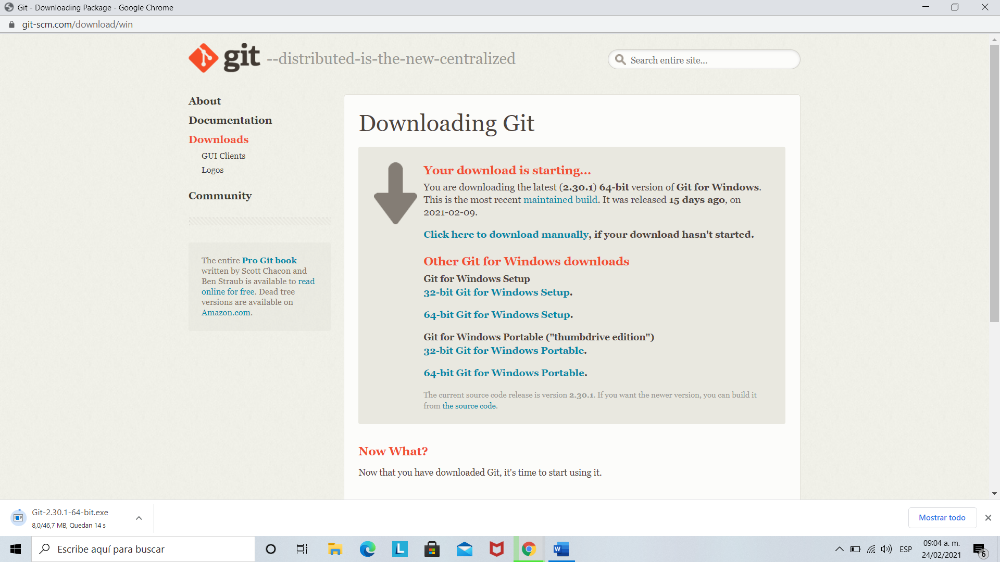 Git - Downloading Package - Google Chrome
git-scm.com/download/win
git --distributed-is-the-new-centralized
Search entire site...
About
Documentation
Downloads
GUI Clients
Logos
Community
The entire Pro Git book
written by Scott Chacon and
Ben Straub is available to read
online for free. Dead tree
versions are available on
Amazon.com.
Downloading Git
Your download is starting...
You are downloading the latest (2.30.1) 64-bit version of Git for Windows.
This is the most recent maintained build. It was released 15 days ago, on
2021-02-09.
Click here to download manually, if your download hasn't started.
Other Git for Windows downloads
Git for Windows Setup
32-bit Git for Windows Setup.
64-bit Git for Windows Setup.
Git for Windows Portable ("thumbdrive edition")
32-bit Git for Windows Portable.
64-bit Git for Windows Portable.
The current source code release is version 2.30.1. If you want the newer version, you can build it
from the source code.
Now What?
Now that you have downloaded Git, it's time to start using it.
Git-2.30.1-64-bit.exe
8,0/46,7 MB, Quedan 14 s
Mostrar todo
Escribe aquí para buscar
L
W
ESP
09:04 a. m.
24/02/2021
6